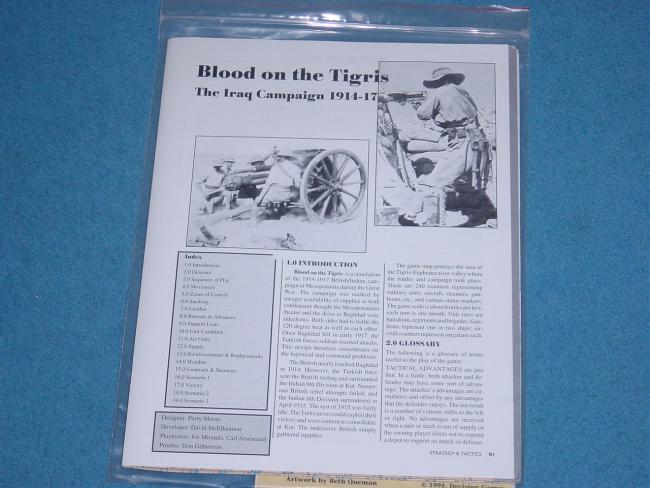 Blood on the Tigris
The Iraq Campaign 1914-17
Index
1.0 Introduction
2.0 Glossary
3.0 Sequence of Play
4.0 Movement
5.0 Zones of Control
6.0 Stacking
7.0 Combat
8.0 Retreats & Advances
9.0 Support Units
10.0 Unit Condition
11.0 Air Units
12.0 Supply
13.0 Reinforcements & Replacements
14.0 Weather
15.0 Gunboats & Steamers
16.0 Scenario 1
17.0 Victory
18.0 Scenario 2
19.0 Scenario 3
Designer: Perry Moore
Developer: David McElhannon
Playtesters: Joe Miranda, Carl Arseneault
Proofer: Don Gilbertson
1.0 INTRODUCTION
Blood on the Tigris is a simulation
of the 1914-1917 British/Indian cam-
paign in Mesopotamia during the Great
War. The campaign was marked by
meager availability of supplies as both
combatants thought the Mesopotamia
theater and the drive to Baghdad were
sideshows. Both sides had to battle the
120 degree heat as well as each other.
Once Baghdad fell in early 1917, the
Turkish forces seldom resisted attacks.
This design therefore concentrates on
the logistical and command problems.
The British nearly reached Baghdad
in 1914. However, the Turkish force
sent the British reeling and surrounded
the Indian 6th Division at Kut. Numer-
ous British relief attempts failed, and
the Indian 6th Division surrendered in
April 1915. The rest of 1915 was fairly
idle. The Turks never could exploit their
victory and were content to consolidate
at Kut. The indecisive British simply
gathered supplies.
The game map portrays the area of
the Tigris-Euphrates river valley where
the battles and campaign took place.
There are 240 counters representing
military units, aircraft, steamers, gun-
boats, etc., and various status markers.
The game scale is about 6 miles per hex;
each turn is one month. Unit sizes are
battalions, regiments and brigades. Gun-
boats represent one or two ships; air-
craft counters represent one plane each.
2.0 GLOSSARY
The following is a glossary of terms
useful to the play of the game:
TACTICAL ADVANTAGES are just
that. In a battle, both attacker and de-
fender may have some sort of advan-
tage. The attacker's advantages are cu-
mulative and offset by any advantages
that the defender enjoys. The net result
is a number of column shifts to the left
or right. No advantages are received
when a unit or stack is out of supply or
the owning player elects not to expend
a depot to support an attack or defense.
STRATEGY & TACTICS R1
Artwork by Beth Queman
© 1995, Decision Games